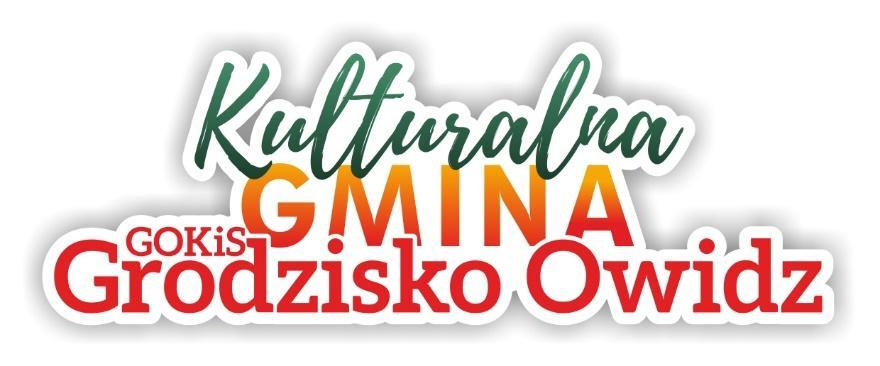 Kulturalna
GMINA
GOKiS
Grodzisko Owidz